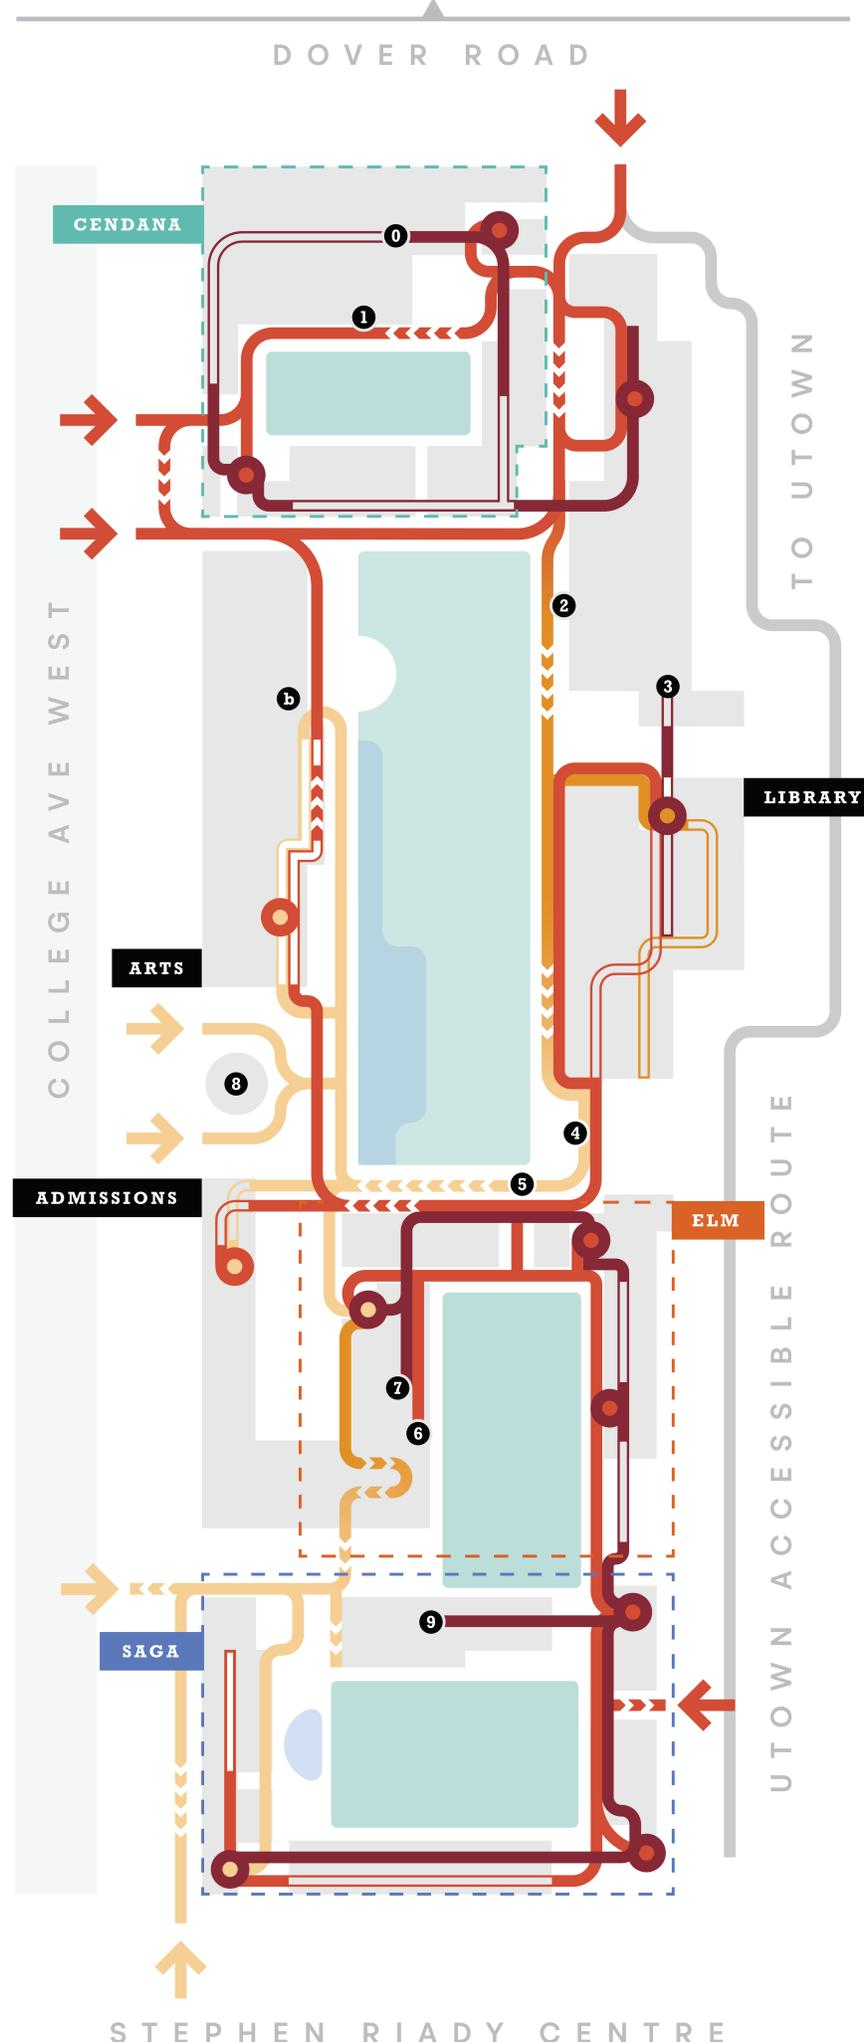 DOVER ROAD
CENDANA
0
1
TO UTOWN
2
COLLEGE AVE WEST
3
b
LIBRARY
ARTS
8
4
5
ADMISSIONS
ELM
UTOWN ACCESSIBLE ROUTE
7
6
9
SAGA
STEPHEN RIADY CENTRE